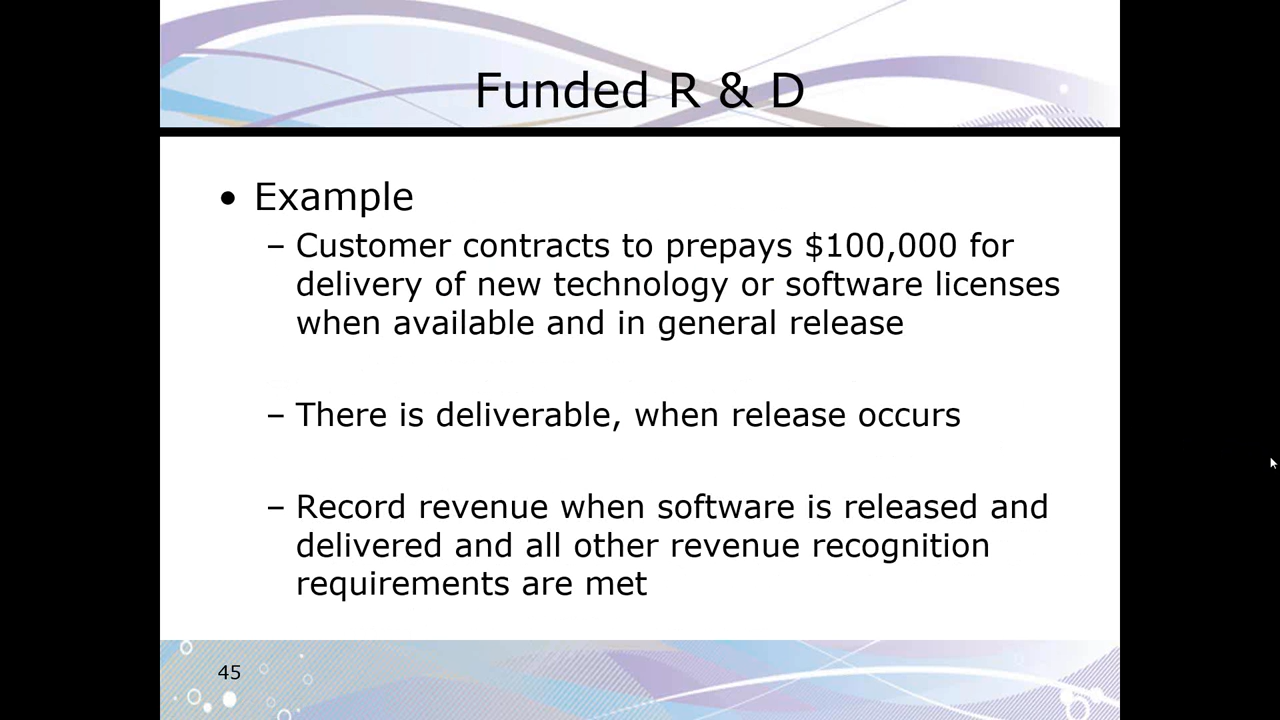 Funded R & D
• Example
– Customer contracts to prepays $100,000 for
delivery of new technology or software licenses
when available and in general release
– There is deliverable, when release occurs
– Record revenue when software is released and
delivered and all other revenue recognition
requirements are met
45